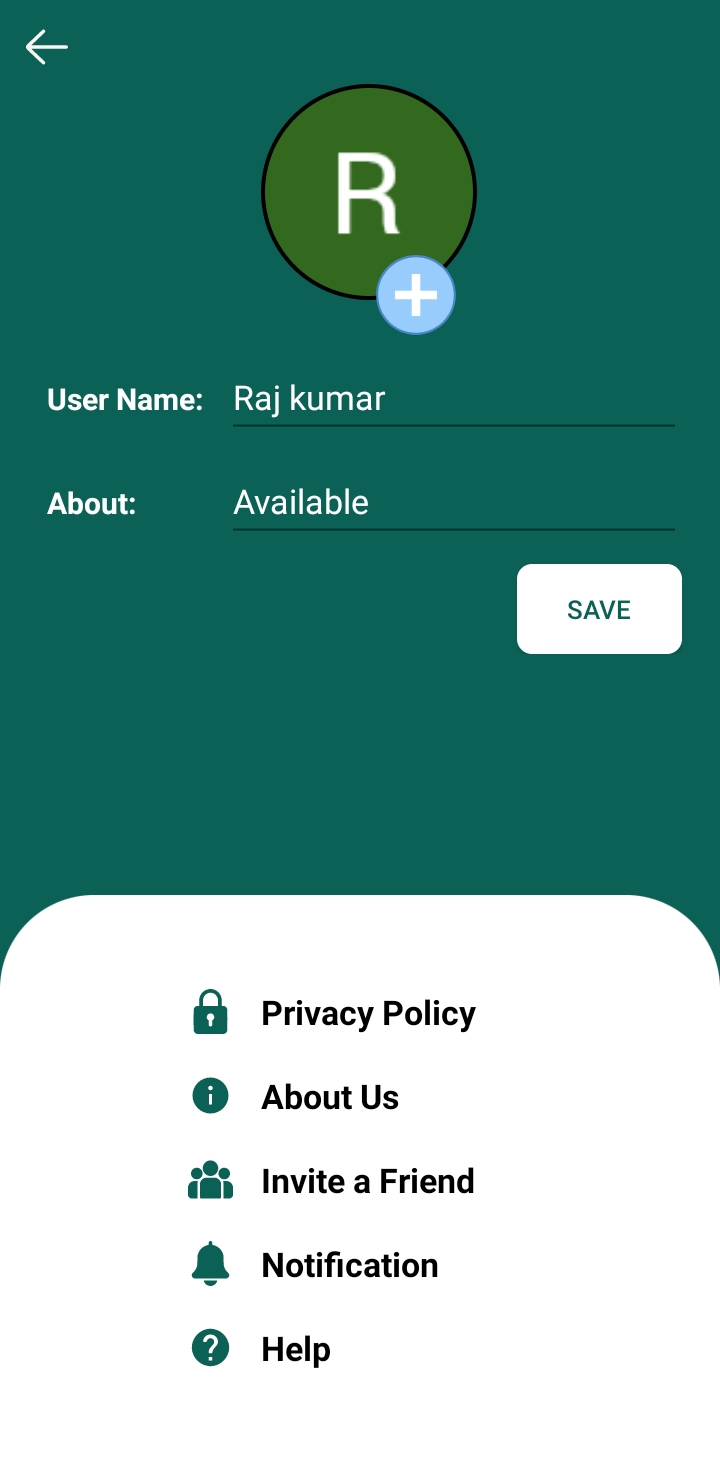 R
User Name: Raj kumar
About: Available
SAVE
Privacy Policy
About Us
Invite a Friend
Notification
Help